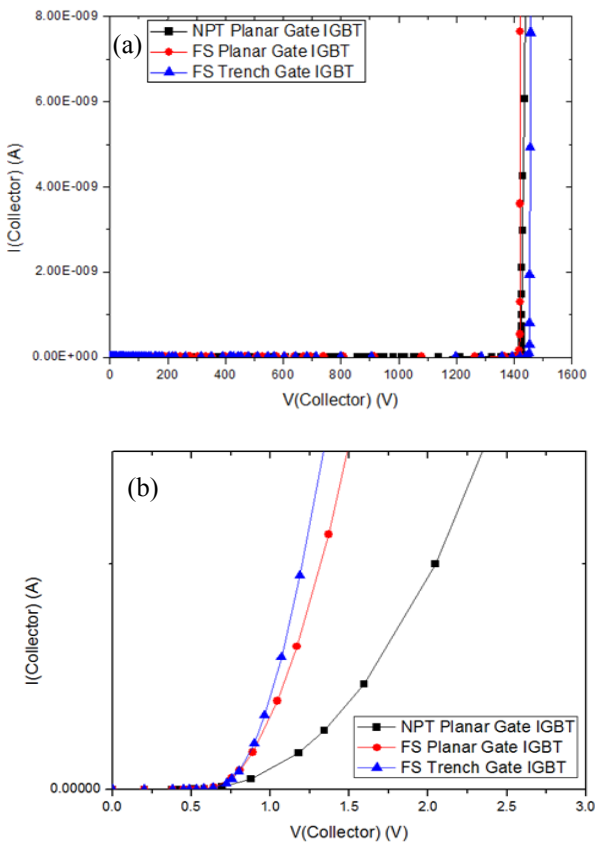 (a)
NPT Planar Gate IGBT
FS Planar Gate IGBT
FS Trench Gate IGBT
8.00E-009
6.00E-009
4.00E-009
2.00E-009
0.00E+000
I(Collector) (A)
0 200 400 600 800 1000 1200 1400 1600
V(Collector) (V)
(b)
I(Collector) (A)
NPT Planar Gate IGBT
FS Planar Gate IGBT
FS Trench Gate IGBT
0.00000
0.0 0.5 1.0 1.5 2.0 2.5 3.0
V(Collector) (V)